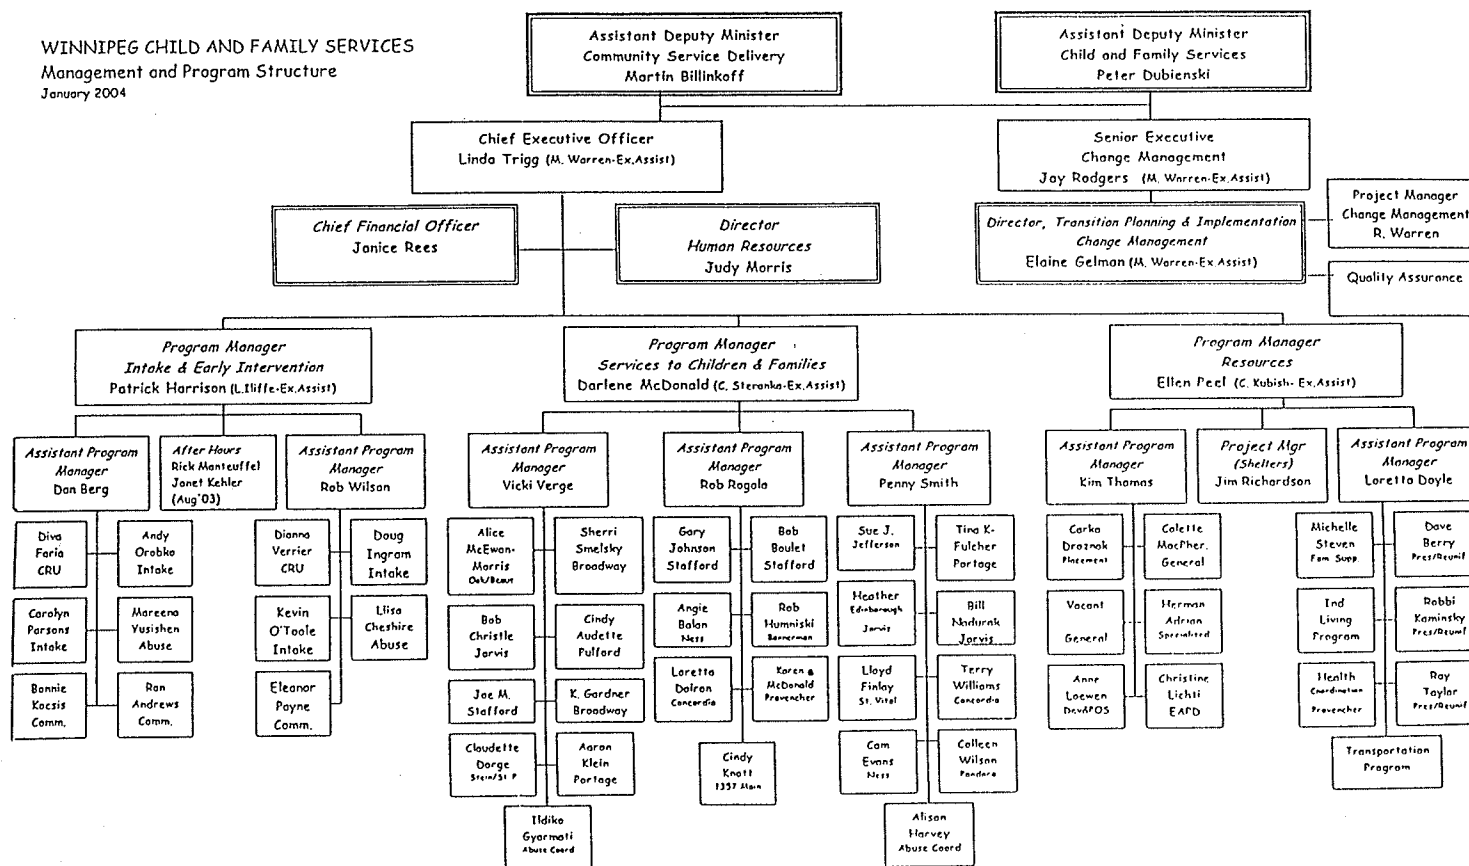 WINNIPEG CHILD AND FAMILY SERVICES
Management and Program Structure
January 2004
Assistant Deputy Minister
Community Service Delivery
Martin Billinkoff
Assistant Deputy Minister
Child and Family Services
Peter Dubienski
Chief Executive Officer
Linda Trigg (M. Warren-Ex.Assist)
Senior Executive
Change Management
Jay Rodgers (M. Warren-Ex.Assist)
Chief Financial Officer
Janice Rees
Director
Human Resources
Judy Morris
Director, Transition Planning & Implementation
Change Management
Elaine Gelman (M. Warren-Ex.Assist)
Project Manager
Change Management
R. Warren
Quality Assurance
Program Manager
Intake & Early Intervention
Patrick Harrison (L.Iliffe-Ex.Assist)
Program Manager
Services to Children & Families
Darlene McDonald (C. Steranka-Ex.Assist)
Program Manager
Resources
Ellen Peel (C. Kubish- Ex.Assist)
Assistant Program
Manager
Dan Berg
After Hours
Rick Manteuffel
Janet Kehler
(Aug'03)
Assistant Program
Manager
Rob Wilson
Assistant Program
Manager
Vicki Verge
Assistant Program
Manager
Rob Rogala
Assistant Program
Manager
Penny Smith
Assistant Program
Manager
Kim Thomas
Project Mgr
(Shelters)
Jim Richardson
Assistant Program
Manager
Loretta Doyle
Diva
Faria
CRU
Andy
Orobko
Intake
Carolyn
Parsons
Intake
Mareena
Yusishen
Abuse
Bonnie
Kocsis
Comm.
Ron
Andrews
Comm.
Dianna
Verrier
CRU
Doug
Ingram
Intake
Kevin
O'Toole
Intake
Llisa
Cheshire
Abuse
Eleanor
Payne
Comm.
Alice
McEwan-
Morris
Sherri
Smelsky
Broadway
Bob
Christle
Jarvis
Cindy
Audette
Pulford
Joe M.
Stafford
K. Gardner
Broadway
Claudette
Dorge
Stein/St P
Aaron
Klein
Portage
Ildiko
Gyarmati
Abuse Coord
Gary
Johnson
Stafford
Bob
Boulet
Stafford
Angie
Balan
Ness
Rob
Humniski
Bannerman
Loretta
Doiron
Concordia
Karen
McDonald
Provencher
Cindy
Knott
1357 Main
Sue J.
Jefferson
Tina K-
Fulcher
Portage
Heather
Edinborough
Jarvis
Bill
Nadurak
Jarvis
Lloyd
Finlay
St. Vital
Terry
Williams
Concordia
Cam
Evans
Ness
Colleen
Wilson
Pandora
Alison
Harvey
Abuse Coord
Carka
Draznak
Placement
Colette
MacPher.
General
Vacant
General
Herman
Adrian
Specialized
Anne
Loewen
Dev&POS
Christine
Lichti
EAPD
Michelle
Steven
Fam Supp.
Dave
Berry
Pres/Reunif
Ind
Living
Program
Robbi
Kaminsky
Pres/Reunif
Health
Coordination
Provencher
Ray
Taylor
Pres/Reunif
Transportation
Program